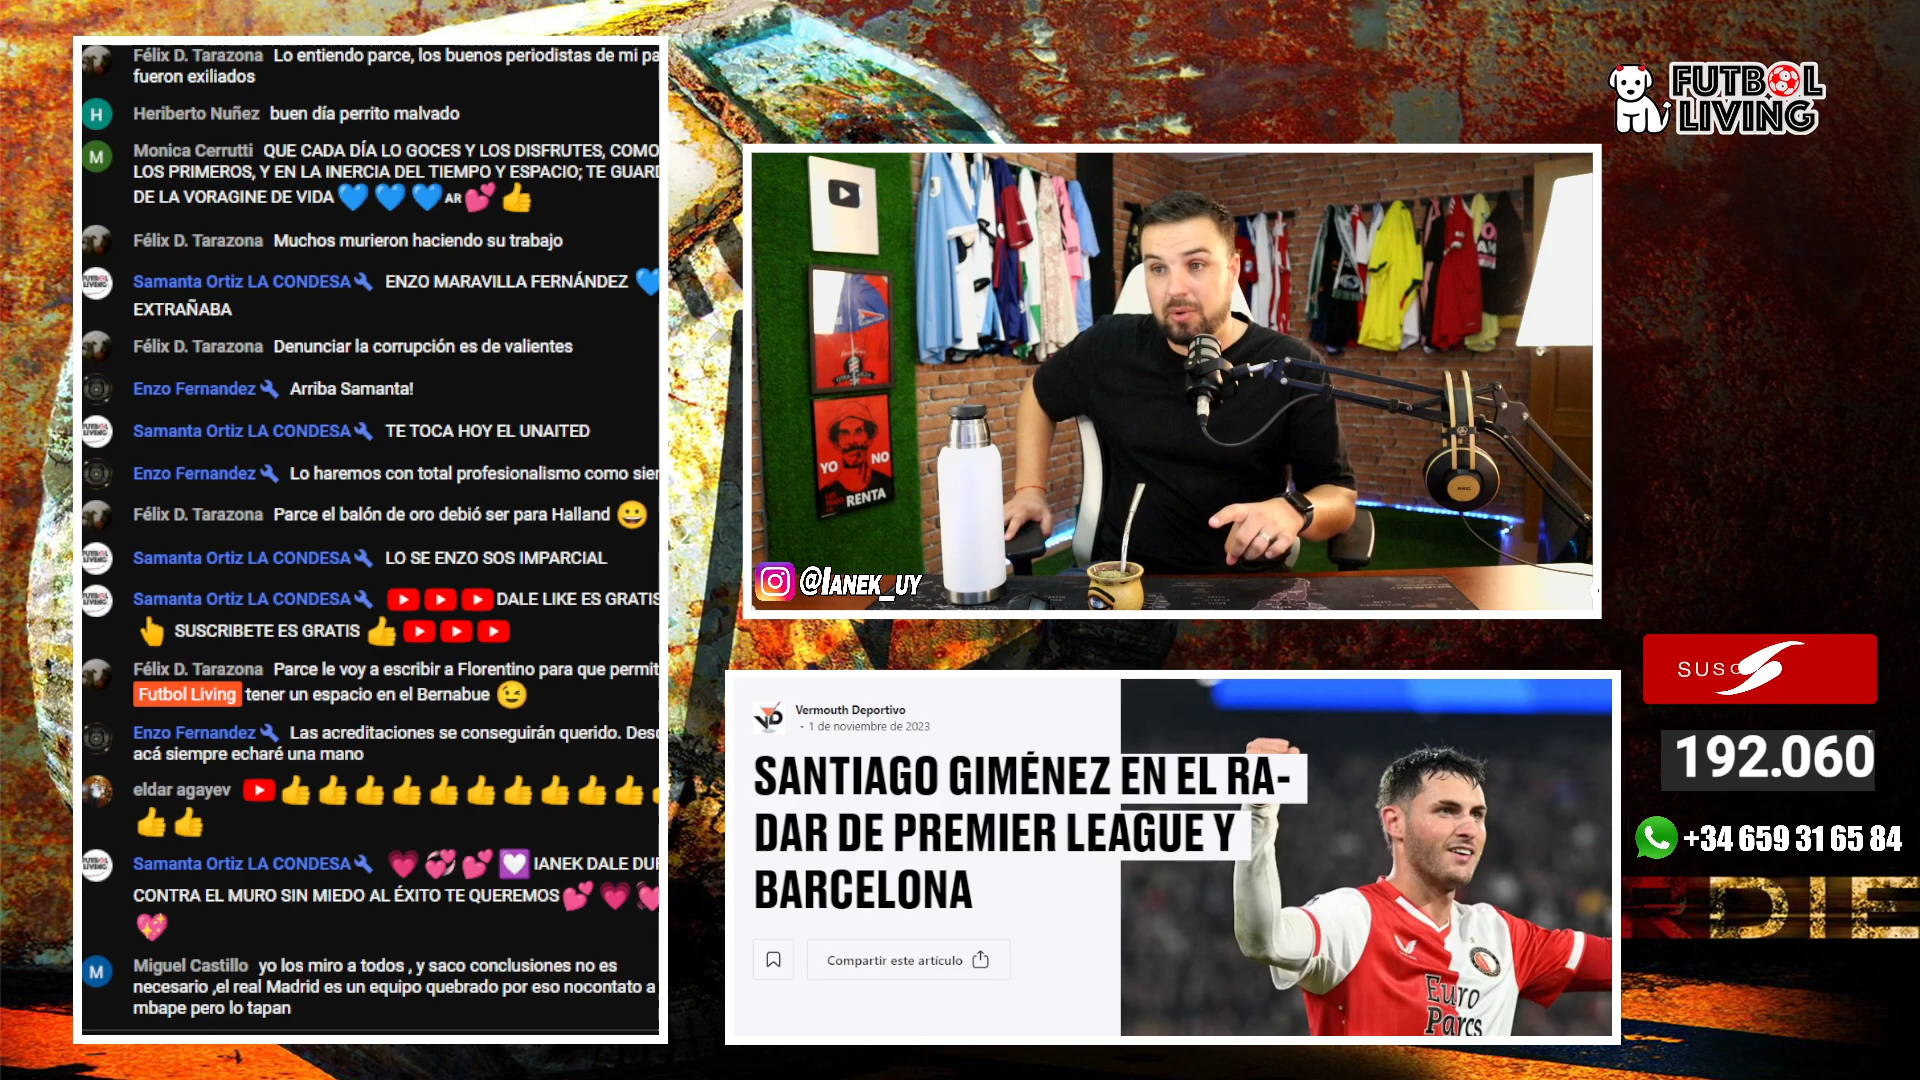 Félix D. Tarazona Lo entiendo parce, los buenos periodistas de mi pa
fueron exiliados
H Heriberto Nuñez buen día perrito malvado
M Monica Cerrutti QUE CADA DÍA LO GOCES Y LOS DISFRUTES, COMO
LOS PRIMEROS, Y EN LA INERCIA DEL TIEMPO Y ESPACIO; TE GUARD
DE LA VORAGINE DE VIDA 💙 💙 💙 AR 💕 👍
Félix D. Tarazona Muchos murieron haciendo su trabajo
Samanta Ortiz LA CONDESA ENZO MARAVILLA FERNÁNDEZ 💙
EXTRAÑABA
Félix D. Tarazona Denunciar la corrupción es de valientes
Enzo Fernandez Arriba Samanta!
Samanta Ortiz LA CONDESA TE TOCA HOY EL UNAITED
Enzo Fernandez Lo haremos con total profesionalismo como sier
Félix D. Tarazona Parce el balón de oro debió ser para Halland 😀
Samanta Ortiz LA CONDESA LO SE ENZO SOS IMPARCIAL
Samanta Ortiz LA CONDESA DALE LIKE ES GRATIS
👆 SUSCRIBETE ES GRATIS 👍
Félix D. Tarazona Parce le voy a escribir a Florentino para que permit
Futbol Living tener un espacio en el Bernabue 😉
Enzo Fernandez Las acreditaciones se conseguirán querido. Desd
acá siempre echaré una mano
eldar agayev 👍👍👍👍👍👍👍👍👍👍
👍👍
Samanta Ortiz LA CONDESA 💗 💞 💕 💟 IANEK DALE DUR
CONTRA EL MURO SIN MIEDO AL ÉXITO TE QUEREMOS 💕 💗 💓
💖
M Miguel Castillo yo los miro a todos , y saco conclusiones no es
necesario ,el real Madrid es un equipo quebrado por eso nocontato a
mbape pero lo tapan
FUTBOL
LIVING
YO NO
RENTA
AKG
@IANEK_UY
Vermouth Deportivo
· 1 de noviembre de 2023
SANTIAGO GIMÉNEZ EN EL RA-
DAR DE PREMIER LEAGUE Y
BARCELONA
Compartir este artículo
Euro
Parcs
SUSC
192.060
+34 659 31 65 84
R DIE